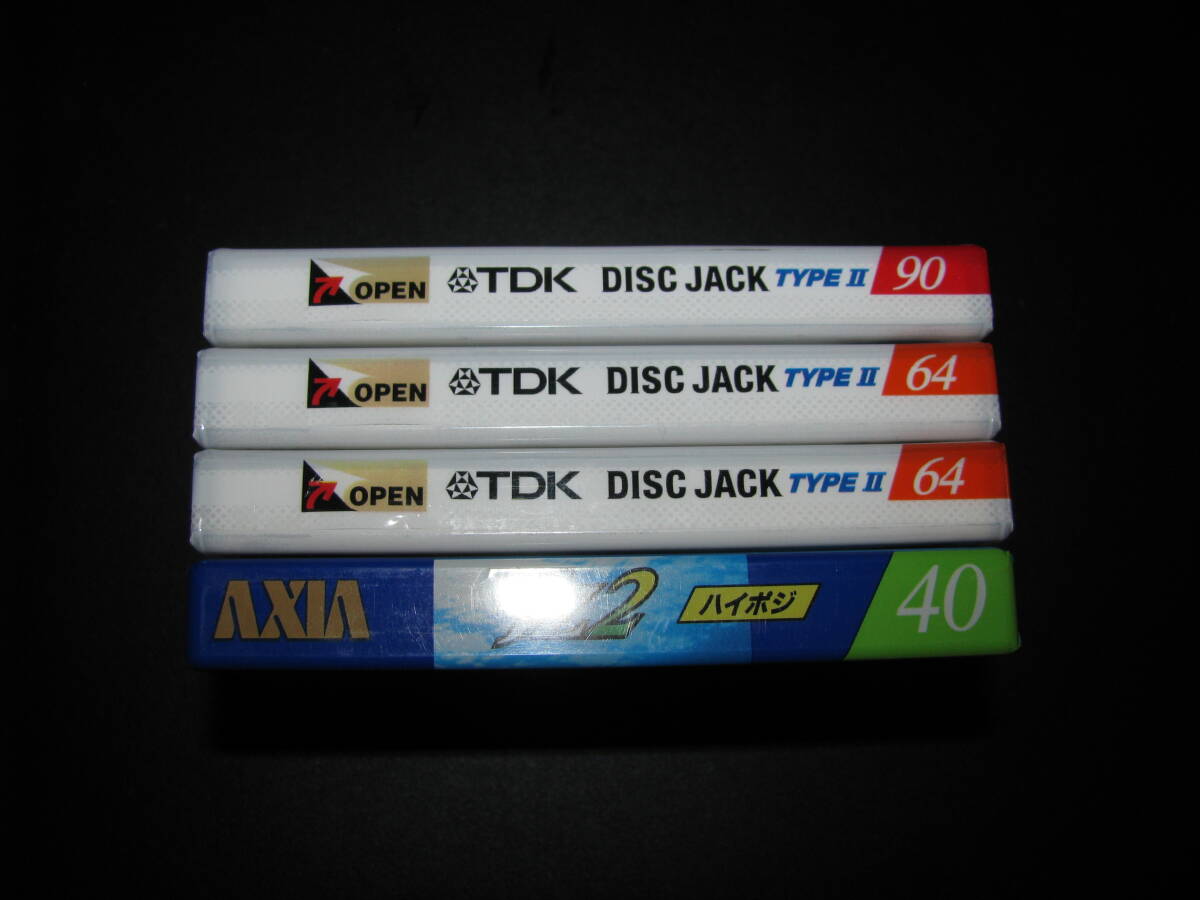 OPEN TDK DISC JACK TYPE II 90
OPEN TDK DISC JACK TYPE II 64
OPEN TDK DISC JACK TYPE II 64
AXIA 2 ハイポジ 40